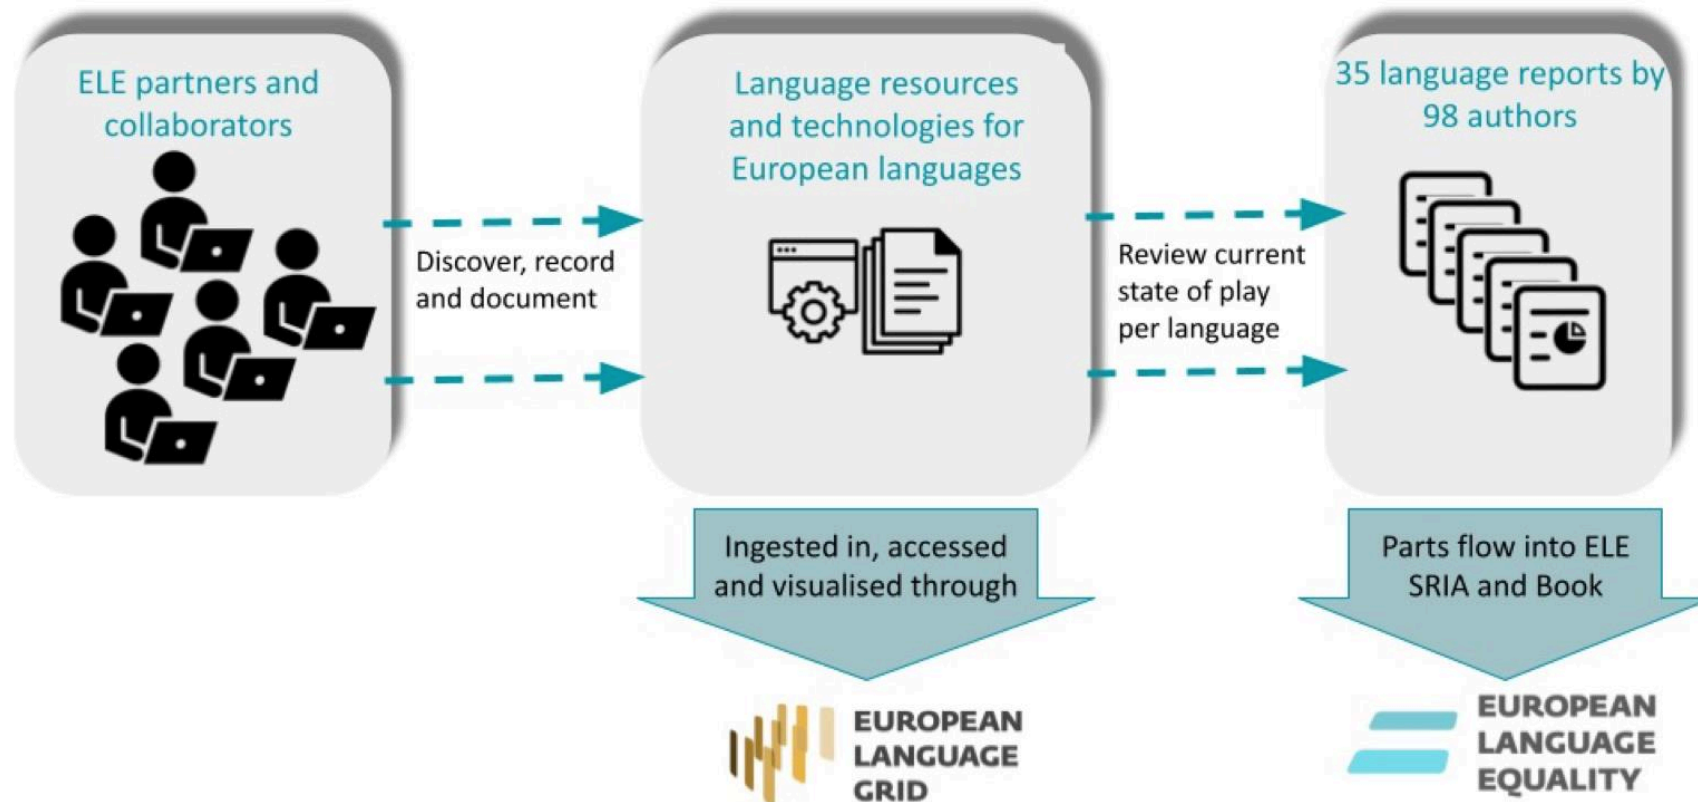 ELE partners and
collaborators
Discover, record
and document
Language resources
and technologies for
European languages
Review current
state of play
per language
35 language reports by
98 authors
Ingested in, accessed
and visualised through
Parts flow into ELE
SRIA and Book
EUROPEAN
LANGUAGE
GRID
EUROPEAN
LANGUAGE
EQUALITY